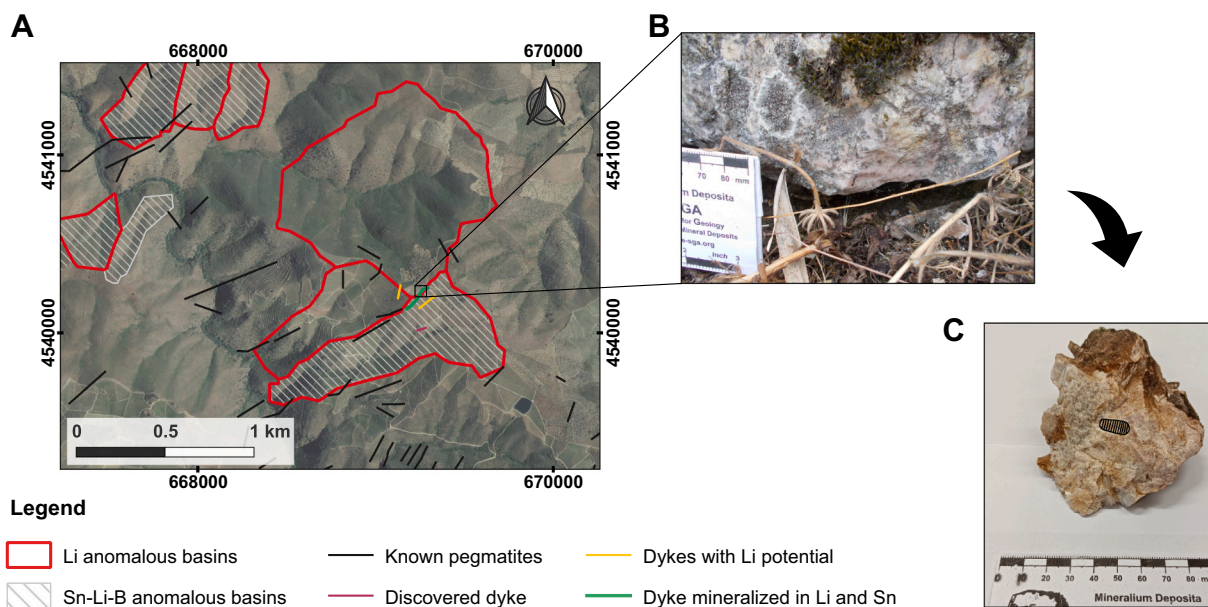 A
B
668000
670000
4541000
4541000
4540000
4540000
0 0.5 1 km
668000
670000
70 80 mm
m Deposita
GA
for Geology
Mineral Deposits
e-sga.org
inch 3
C
0 10 20 30 40 50 60 70 80 m
Mineralium Deposita
Legend
Li anomalous basins
Known pegmatites
Dykes with Li potential
Sn-Li-B anomalous basins
Discovered dyke
Dyke mineralized in Li and Sn